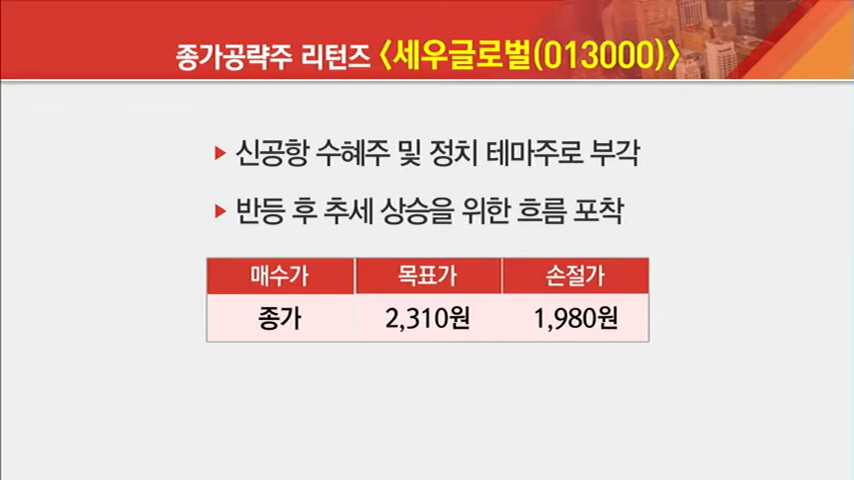 종가공략주 리턴즈 <세우글로벌(013000)>
▶ 신공항 수혜주 및 정치 테마주로 부각
▶ 반등 후 추세 상승을 위한 흐름 포착
매수가 목표가 손절가
종가 2,310원 1,980원